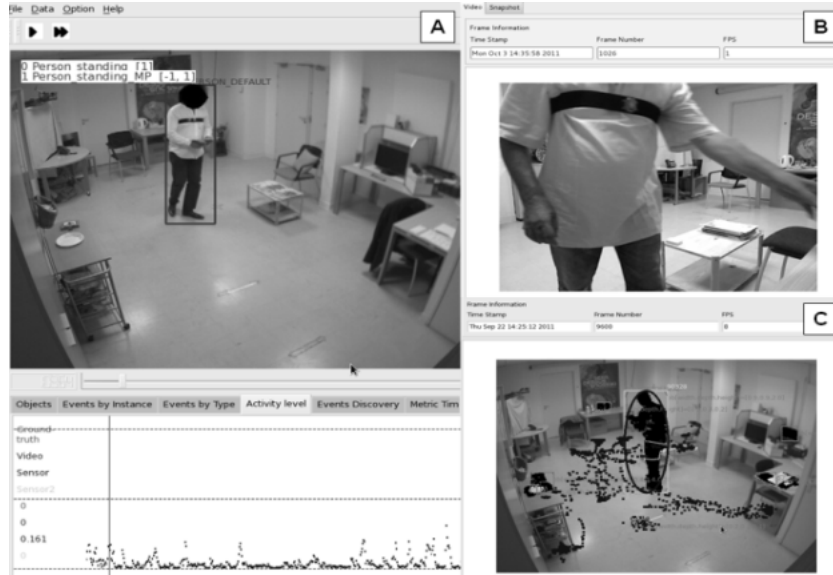 File Data Option Help
A
0 Person_standing [1]
1 Person_standing_MP [-1, 1]
PERSON_DEFAULT
Objects Events by Instance Events by Type Activity level Events Discovery Metric Tim
Ground-
truth
Video
Sensor
Sensor2
0
0
0.161
0
Video Snapshot
B
Frame Information
Time Stamp Frame Number FPS
Mon Oct 3 14:35:58 2011 1020 1
Frame Information
C
Time Stamp Frame Number FPS
Thu Sep 22 14:25:12 2011 9600 8